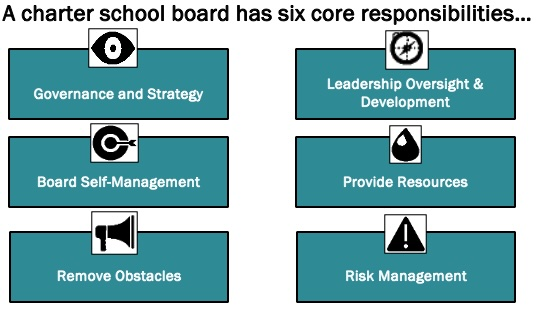 A charter school board has six core responsibilities...
Governance and Strategy
Leadership Oversight &
Development
Board Self-Management
Provide Resources
Remove Obstacles
Risk Management